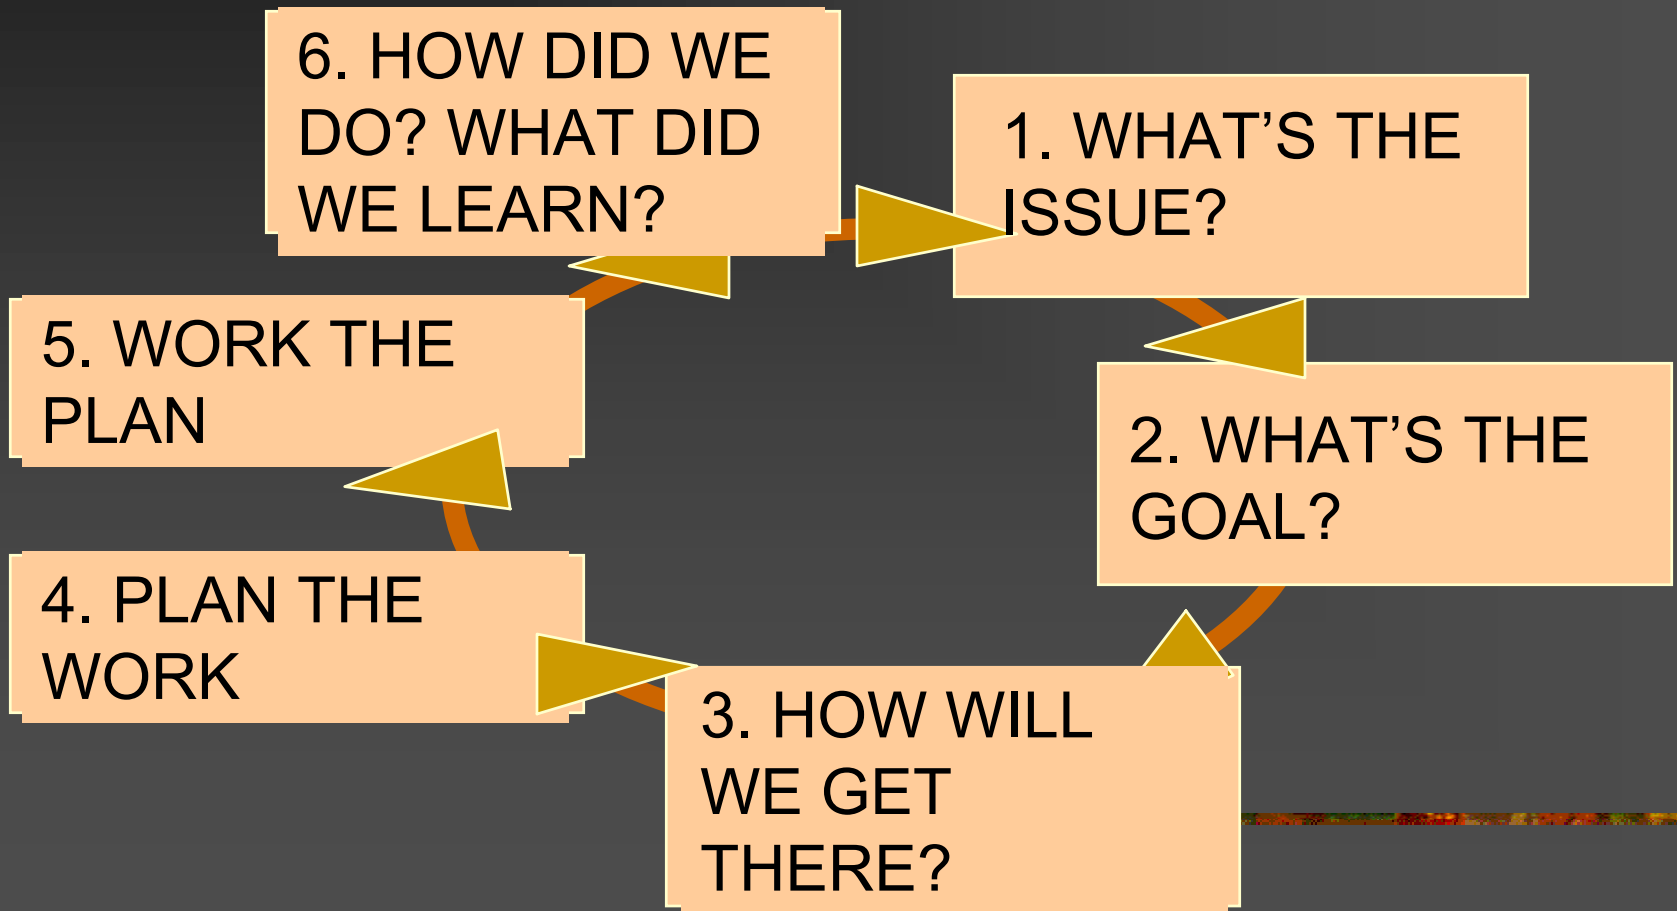 6. HOW DID WE
DO? WHAT DID
WE LEARN?
1. WHAT’S THE
ISSUE?
5. WORK THE
PLAN
2. WHAT’S THE
GOAL?
4. PLAN THE
WORK
3. HOW WILL
WE GET
THERE?